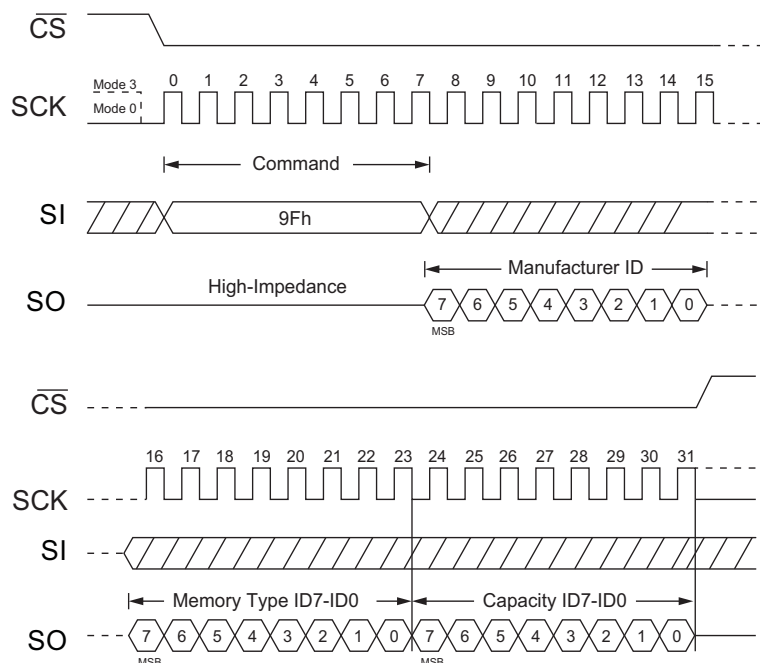 CS
Mode 3
0 1 2 3 4 5 6 7 8 9 10 11 12 13 14 15
SCK
Mode 0
Command
SI
9Fh
Manufacturer ID
High-Impedance
SO
7 6 5 4 3 2 1 0
MSB
CS
16 17 18 19 20 21 22 23 24 25 26 27 28 29 30 31
SCK
SI
Memory Type ID7-ID0 Capacity ID7-ID0
SO
7 6 5 4 3 2 1 0 7 6 5 4 3 2 1 0
MSB MSB